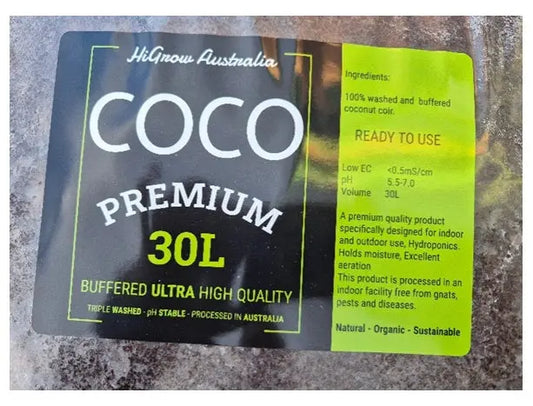 HiGrow Australia
COCO
PREMIUM
30L
BUFFERED ULTRA HIGH QUALITY
TRIPLE WASHED - pH STABLE - PROCESSED IN AUSTRALIA
Ingredients:
100% washed and buffered
coconut coir.
READY TO USE
Low EC <0.5mS/cm
pH 5.5-7.0
Volume 30L
A premium quality product
specifically designed for indoor
and outdoor use, Hydroponics.
Holds moisture, Excellent
aeration
This product is processed in an
indoor facility free from gnats,
pests and diseases.
Natural - Organic - Sustainable